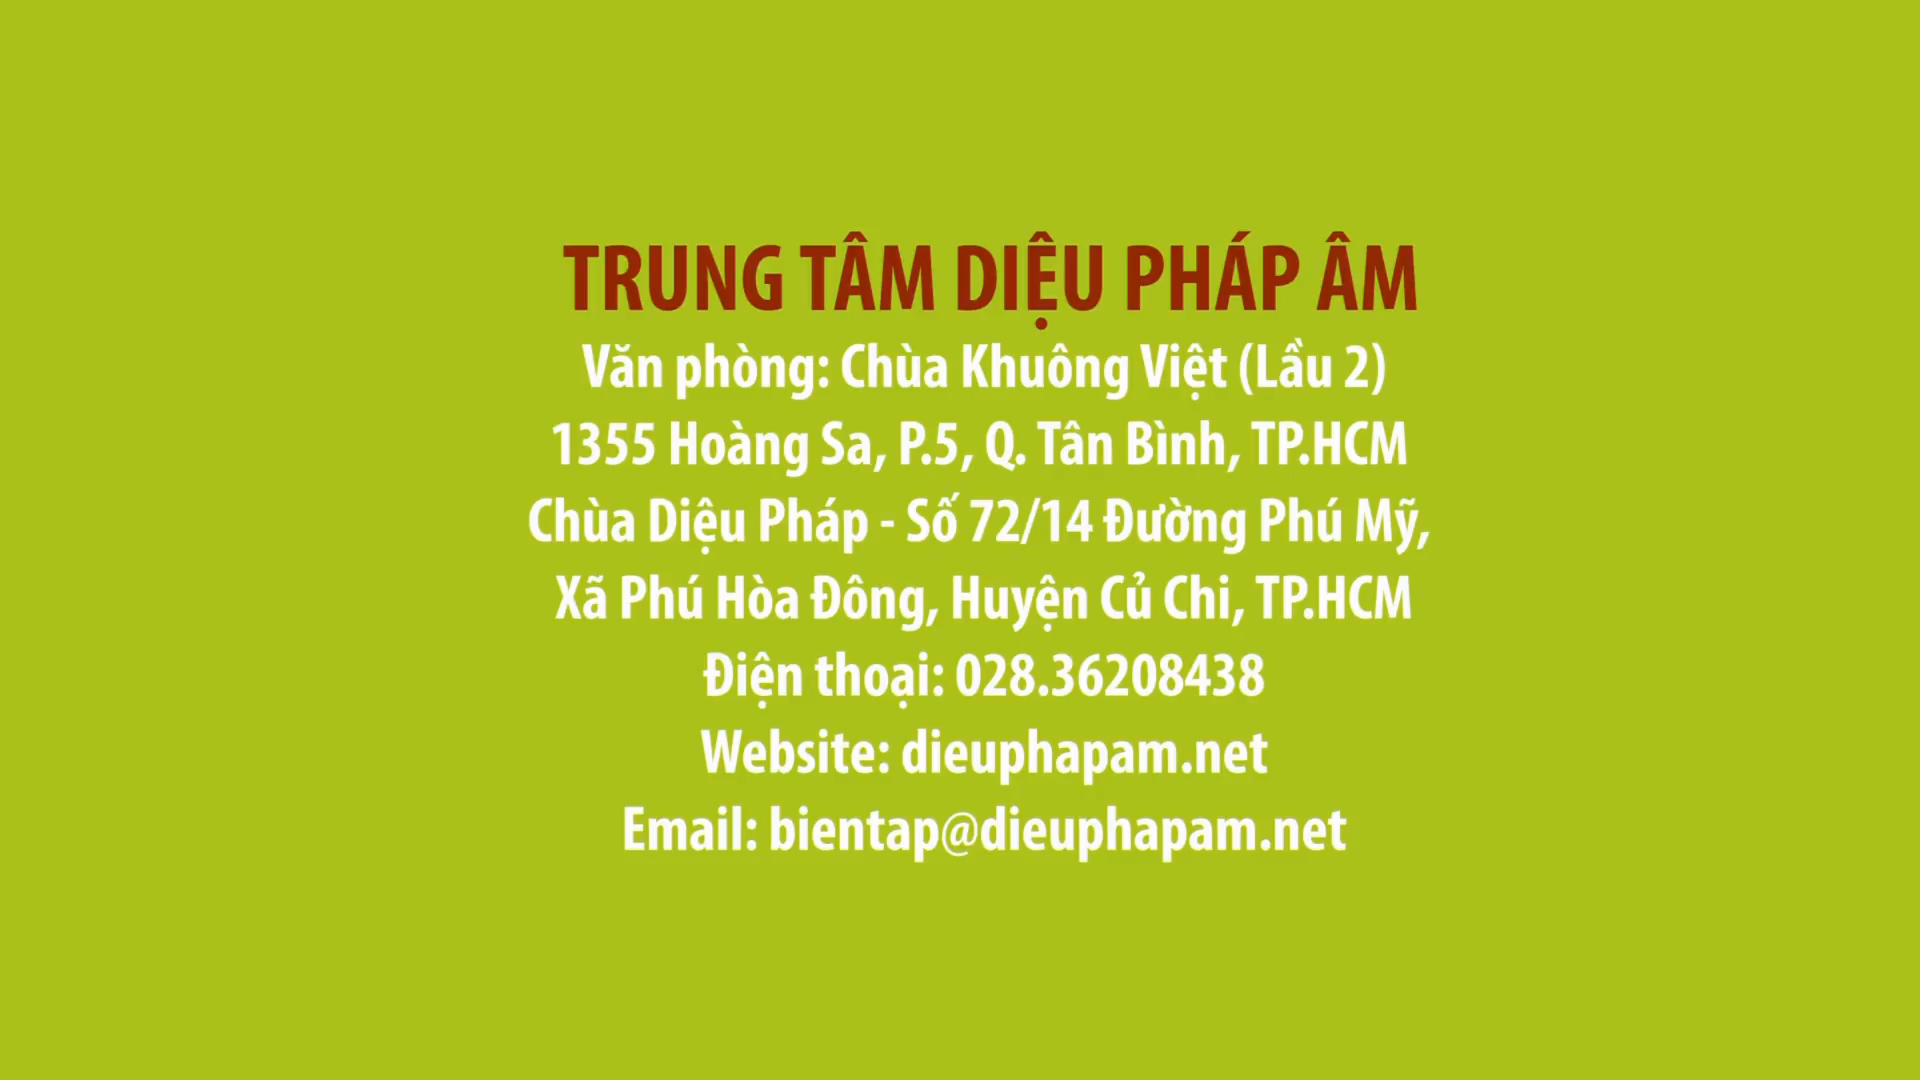 TRUNG TÂM DIỆU PHÁP ÂM
Văn phòng: Chùa Khuông Việt (Lầu 2)
1355 Hoàng Sa, P.5, Q. Tân Bình, TP.HCM
Chùa Diệu Pháp - Số 72/14 Đường Phú Mỹ,
Xã Phú Hòa Đông, Huyện Củ Chi, TP.HCM
Điện thoại: 028.36208438
Website: dieuphapam.net
Email: bientap@dieuphapam.net